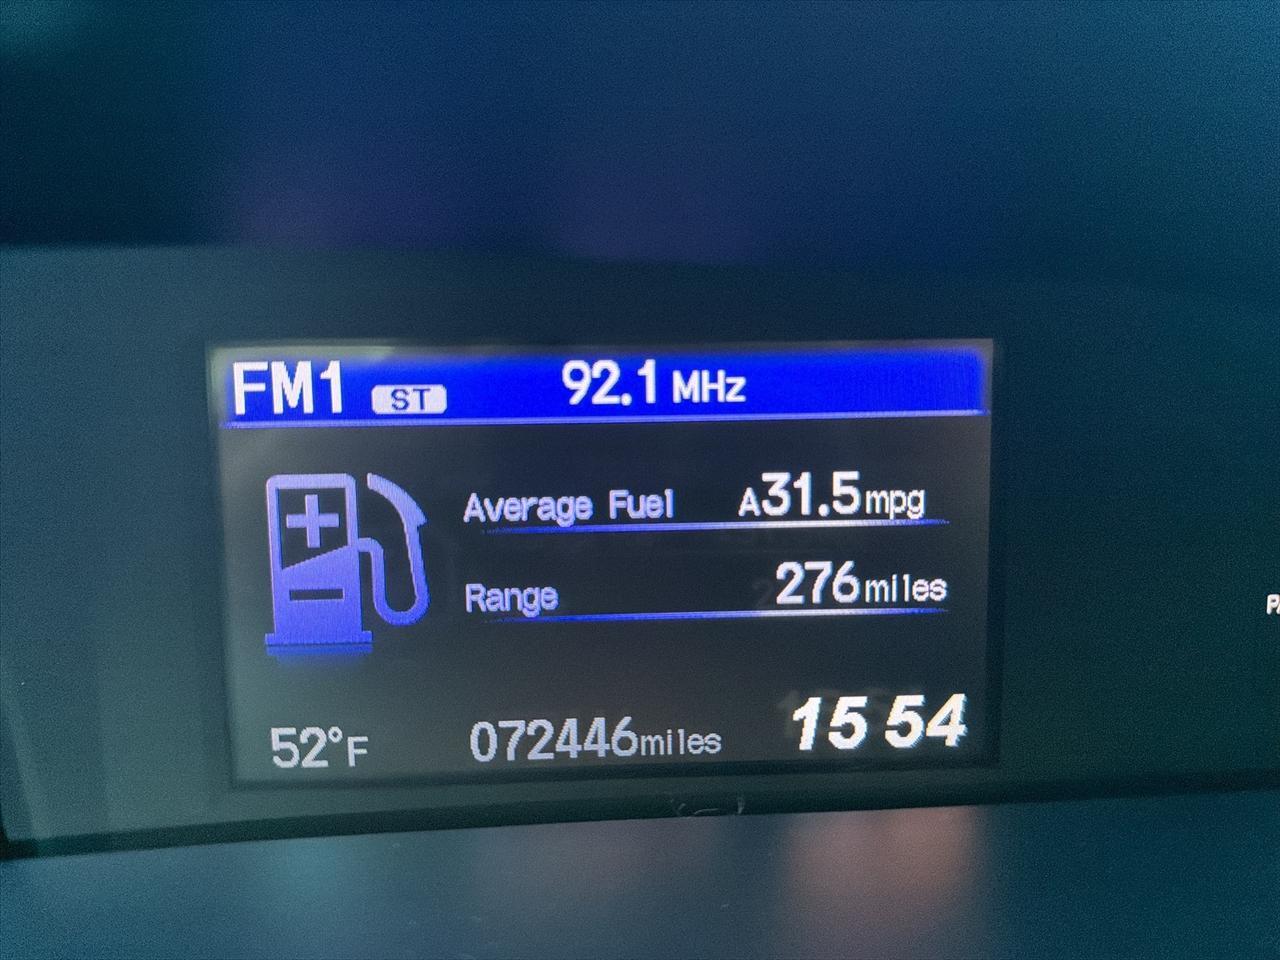 FM1 ST 92.1 MHz
Average Fuel A31.5mpg
Range 276miles
52°F 072446miles 15 54